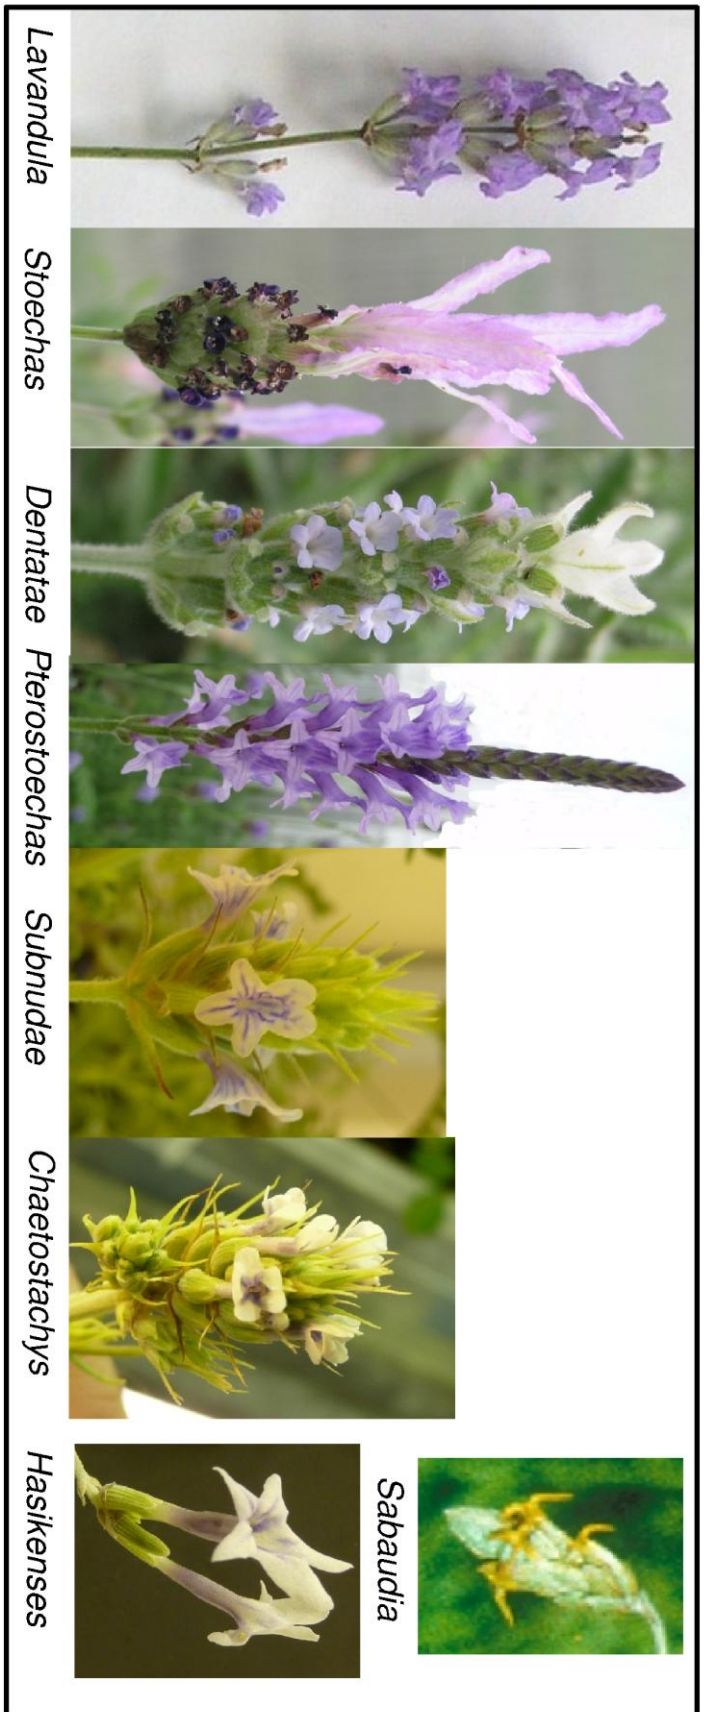 Lavandula
Stoechas
Dentatae
Pterostoechas
Subnudae
Chaetostachys
Hasikenses
Sabaudia